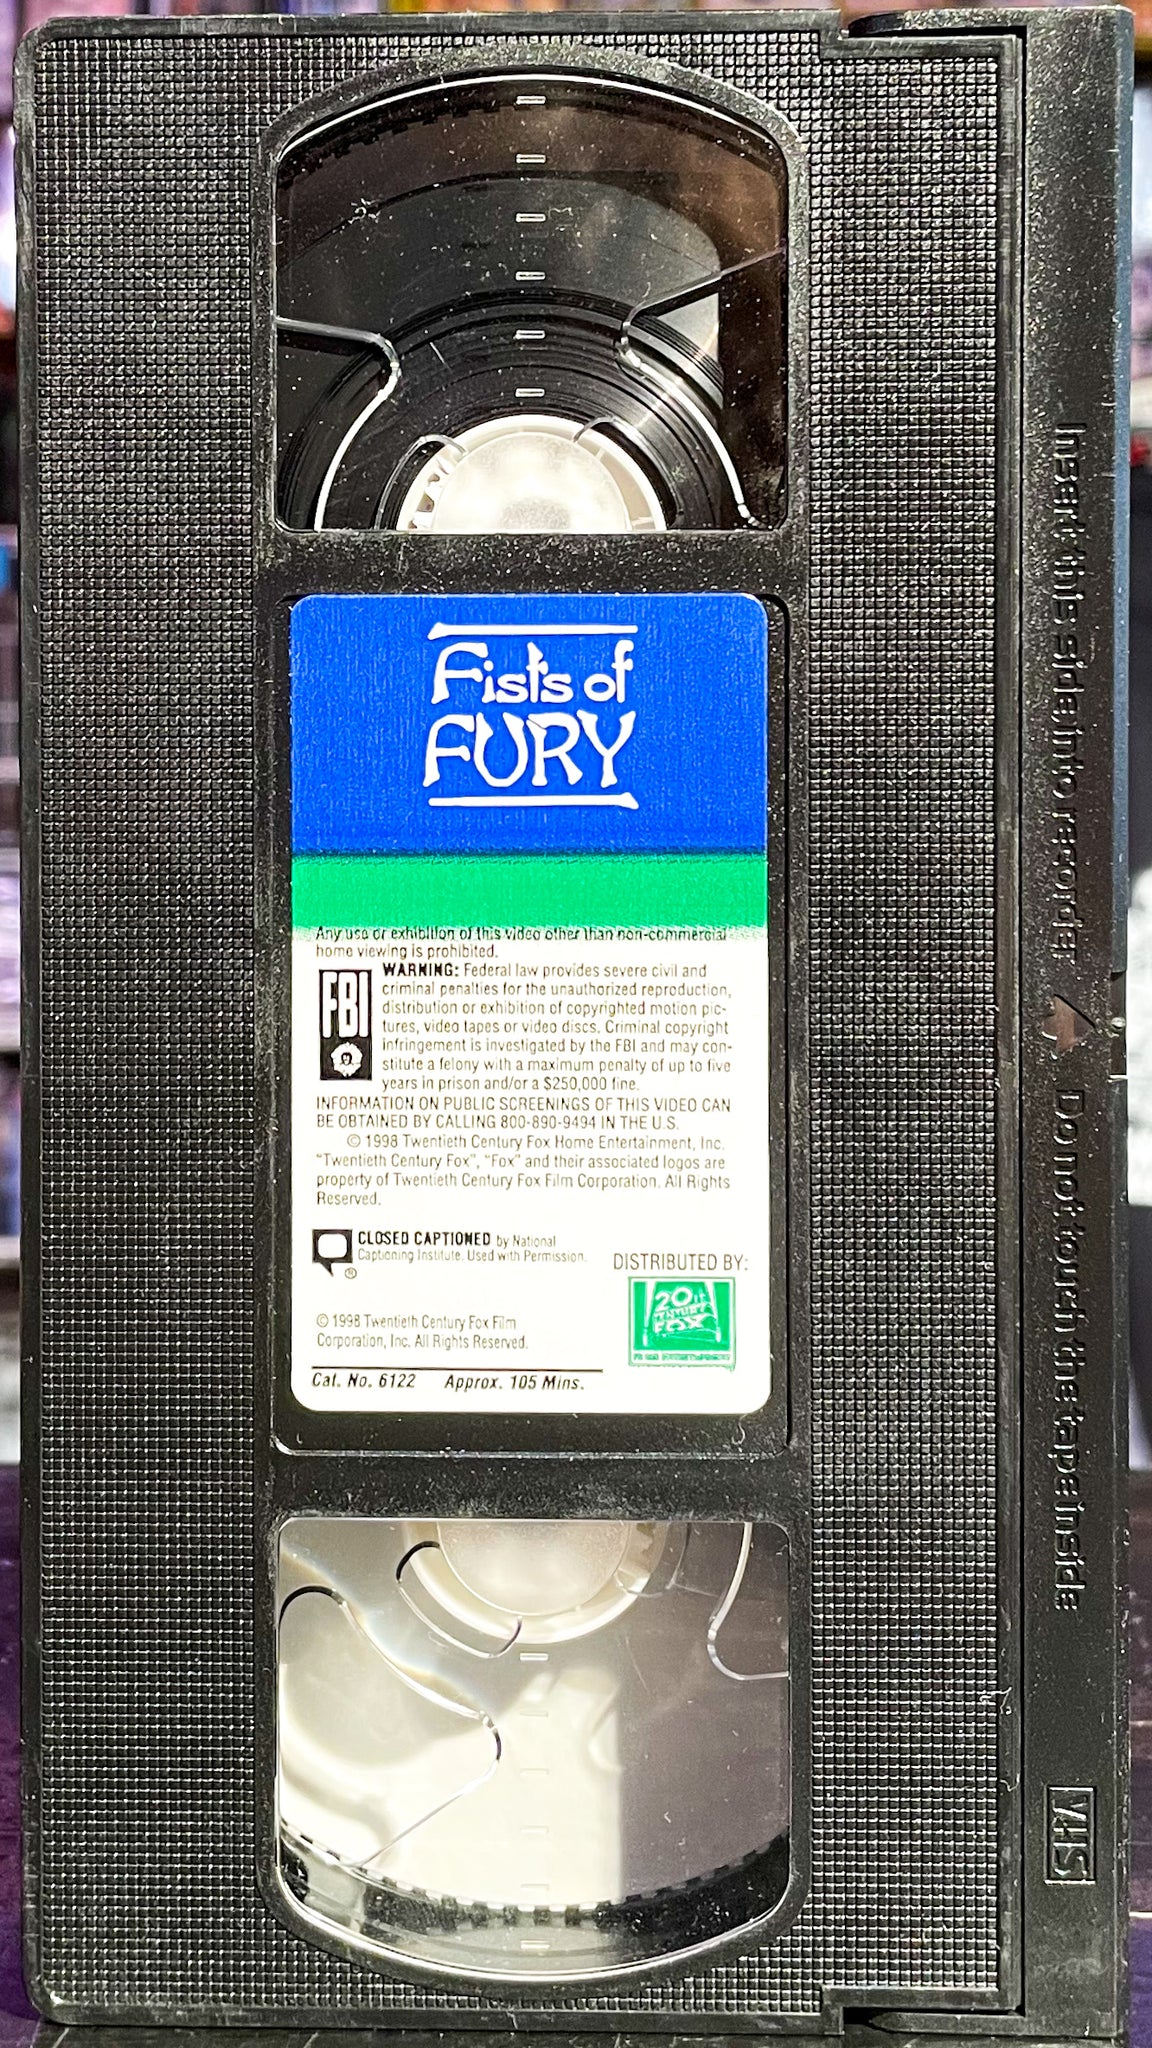 Fists of
FURY
Any use or exhibition of this video other than non-commercial
home viewing is prohibited.
FBI
WARNING: Federal law provides severe civil and
criminal penalties for the unauthorized reproduction,
distribution or exhibition of copyrighted motion pic-
tures, video tapes or video discs. Criminal copyright
infringement is investigated by the FBI and may con-
stitute a felony with a maximum penalty of up to five
years in prison and/or a $250,000 fine.
INFORMATION ON PUBLIC SCREENINGS OF THIS VIDEO CAN
BE OBTAINED BY CALLING 800-890-9494 IN THE U.S.
© 1998 Twentieth Century Fox Home Entertainment, Inc.
"Twentieth Century Fox", "Fox" and their associated logos are
property of Twentieth Century Fox Film Corporation. All Rights
Reserved.
CLOSED CAPTIONED by National
Captioning Institute. Used with Permission.
®
DISTRIBUTED BY:
20TH
CENTURY
FOX
© 1998 Twentieth Century Fox Film
Corporation, Inc. All Rights Reserved.
Cat. No. 6122 Approx. 105 Mins.
Insert this side into recorder
Do not touch the tape inside
VHS